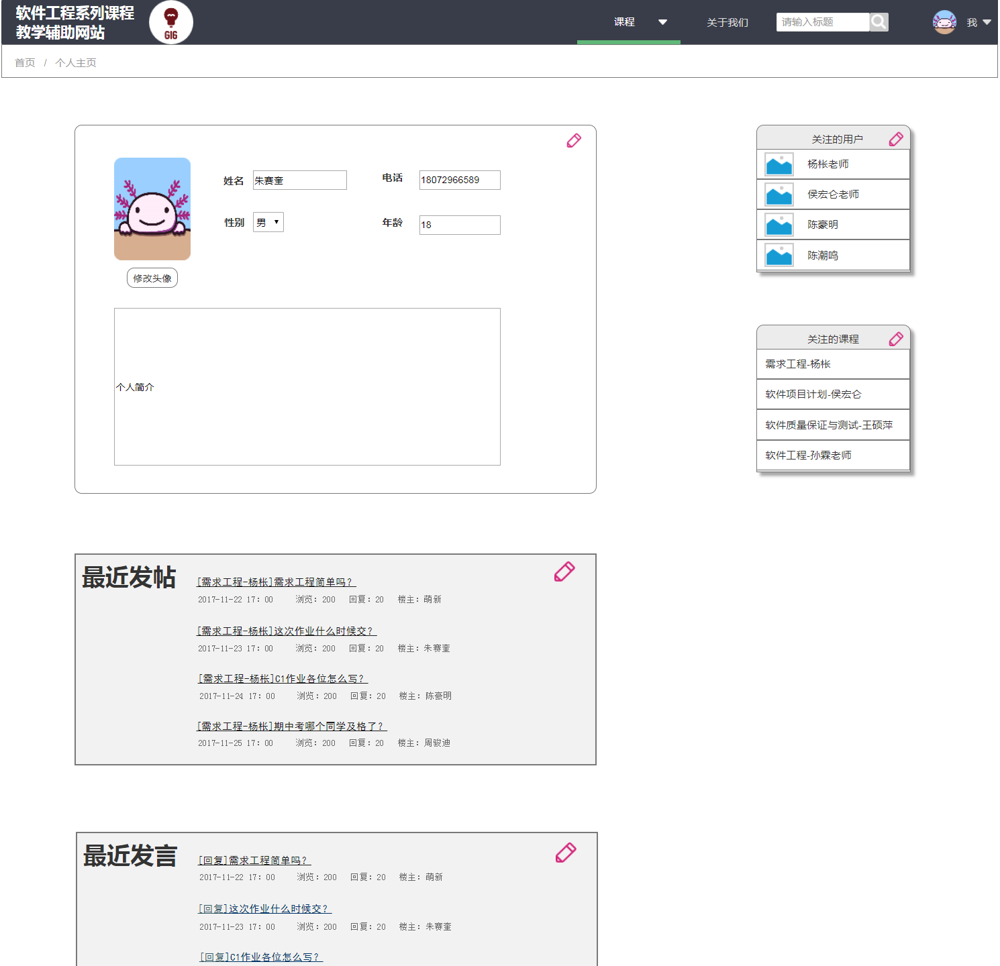 软件工程系列课程
教学辅助网站
G16
课程
关于我们
请输入标题
我
首页 / 个人主页
姓名 朱赛奎
电话 18072966589
性别 男
年龄 18
修改头像
个人简介
关注的用户
杨枨老师
侯宏仑老师
陈豪明
陈潮鸣
关注的课程
需求工程-杨枨
软件项目计划-侯宏仑
软件质量保证与测试-王硕萍
软件工程-孙霖老师
最近发帖
[需求工程-杨枨]需求工程简单吗？
2017-11-22 17：00 浏览：200 回复：20 楼主：萌新
[需求工程-杨枨]这次作业什么时候交？
2017-11-23 17：00 浏览：200 回复：20 楼主：朱赛奎
[需求工程-杨枨]C1作业各位怎么写？
2017-11-24 17：00 浏览：200 回复：20 楼主：陈豪明
[需求工程-杨枨]期中考哪个同学及格了？
2017-11-25 17：00 浏览：200 回复：20 楼主：周骏迪
最近发言
[回复]需求工程简单吗？
2017-11-22 17：00 浏览：200 回复：20 楼主：萌新
[回复]这次作业什么时候交？
2017-11-23 17：00 浏览：200 回复：20 楼主：朱赛奎
[回复]C1作业各位怎么写？